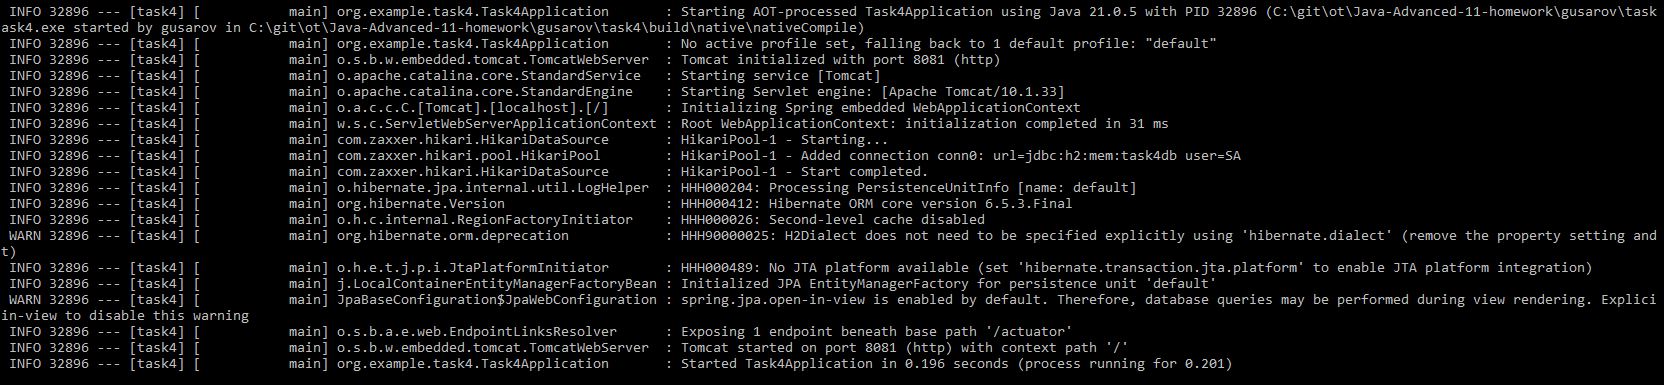 INFO 32896 --- [task4] [           main] org.example.task4.Task4Application       : Starting AOT-processed Task4Application using Java 21.0.5 with PID 32896 (C:\git\ot\Java-Advanced-11-homework\gusarov\task
ask4.exe started by gusarov in C:\git\ot\Java-Advanced-11-homework\gusarov\task4\build\native\nativeCompile)
INFO 32896 --- [task4] [           main] org.example.task4.Task4Application       : No active profile set, falling back to 1 default profile: "default"
INFO 32896 --- [task4] [           main] o.s.b.w.embedded.tomcat.TomcatWebServer  : Tomcat initialized with port 8081 (http)
INFO 32896 --- [task4] [           main] o.apache.catalina.core.StandardService   : Starting service [Tomcat]
INFO 32896 --- [task4] [           main] o.apache.catalina.core.StandardEngine    : Starting Servlet engine: [Apache Tomcat/10.1.33]
INFO 32896 --- [task4] [           main] o.a.c.c.C.[Tomcat].[localhost].[/]       : Initializing Spring embedded WebApplicationContext
INFO 32896 --- [task4] [           main] w.s.c.ServletWebServerApplicationContext : Root WebApplicationContext: initialization completed in 31 ms
INFO 32896 --- [task4] [           main] com.zaxxer.hikari.HikariDataSource       : HikariPool-1 - Starting...
INFO 32896 --- [task4] [           main] com.zaxxer.hikari.pool.HikariPool        : HikariPool-1 - Added connection conn0: url=jdbc:h2:mem:task4db user=SA
INFO 32896 --- [task4] [           main] com.zaxxer.hikari.HikariDataSource       : HikariPool-1 - Start completed.
INFO 32896 --- [task4] [           main] o.hibernate.jpa.internal.util.LogHelper  : HHH000204: Processing PersistenceUnitInfo [name: default]
INFO 32896 --- [task4] [           main] org.hibernate.Version                    : HHH000412: Hibernate ORM core version 6.5.3.Final
INFO 32896 --- [task4] [           main] o.h.c.internal.RegionFactoryInitiator    : HHH000026: Second-level cache disabled
WARN 32896 --- [task4] [           main] org.hibernate.orm.deprecation            : HHH90000025: H2Dialect does not need to be specified explicitly using 'hibernate.dialect' (remove the property setting and
t)
INFO 32896 --- [task4] [           main] o.h.e.t.j.p.i.JtaPlatformInitiator       : HHH000489: No JTA platform available (set 'hibernate.transaction.jta.platform' to enable JTA platform integration)
INFO 32896 --- [task4] [           main] j.LocalContainerEntityManagerFactoryBean : Initialized JPA EntityManagerFactory for persistence unit 'default'
WARN 32896 --- [task4] [           main] JpaBaseConfiguration$JpaWebConfiguration : spring.jpa.open-in-view is enabled by default. Therefore, database queries may be performed during view rendering. Explici
in-view to disable this warning
INFO 32896 --- [task4] [           main] o.s.b.a.e.web.EndpointLinksResolver      : Exposing 1 endpoint beneath base path '/actuator'
INFO 32896 --- [task4] [           main] o.s.b.w.embedded.tomcat.TomcatWebServer  : Tomcat started on port 8081 (http) with context path '/'
INFO 32896 --- [task4] [           main] org.example.task4.Task4Application       : Started Task4Application in 0.196 seconds (process running for 0.201)